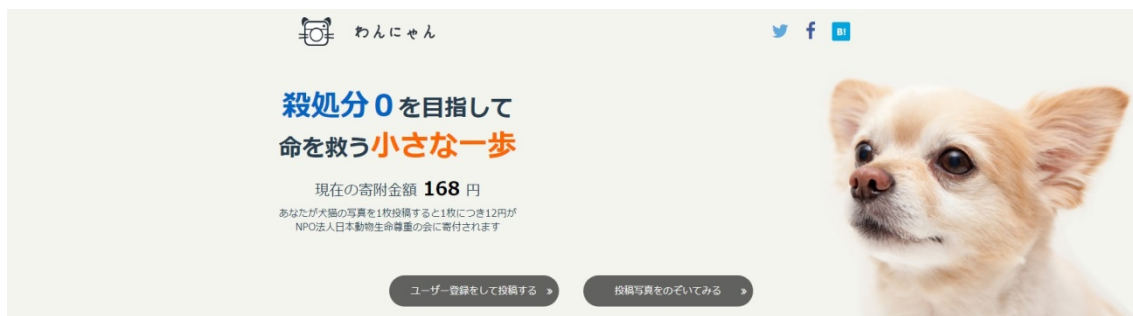 わんにゃん
B!
殺処分0を目指して
命を救う小さな一歩
現在の寄附金額 168 円
あなたが犬猫の写真を1枚投稿すると1枚につき12円が
NPO法人日本動物生命尊重の会に寄付されます
ユーザー登録をして投稿する »
投稿写真をのぞいてみる »